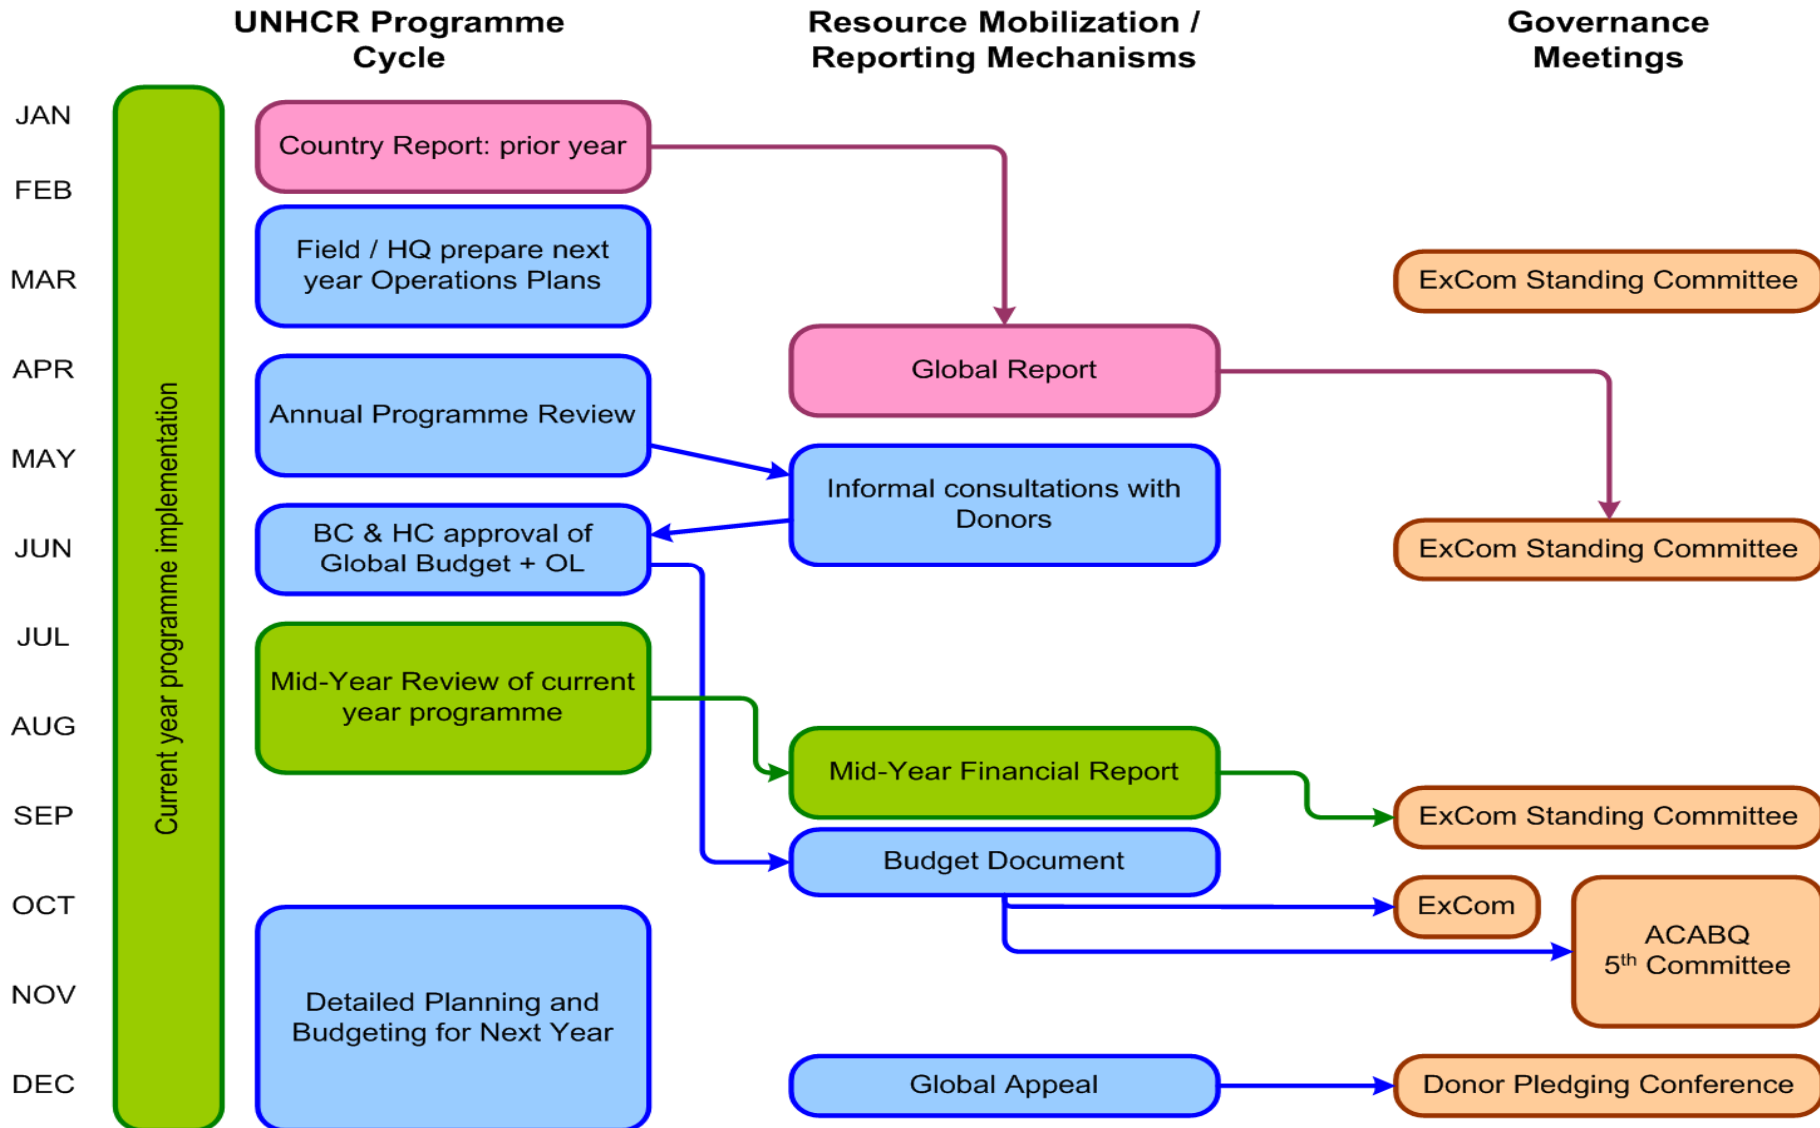 UNHCR Programme
Cycle
Resource Mobilization /
Reporting Mechanisms
Governance
Meetings
JAN
FEB
MAR
APR
MAY
JUN
JUL
AUG
SEP
OCT
NOV
DEC
Current year programme implementation
Country Report: prior year
Field / HQ prepare next
year Operations Plans
Annual Programme Review
BC & HC approval of
Global Budget + OL
Mid-Year Review of current
year programme
Detailed Planning and
Budgeting for Next Year
Global Report
Informal consultations with
Donors
Mid-Year Financial Report
Budget Document
Global Appeal
ExCom Standing Committee
ExCom Standing Committee
ExCom Standing Committee
ExCom
ACABQ
5th Committee
Donor Pledging Conference